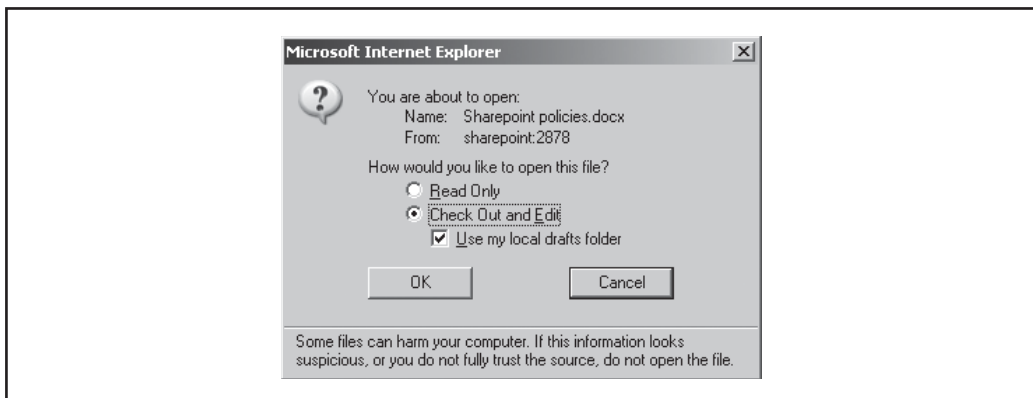 Microsoft Internet Explorer
You are about to open:
Name: Sharepoint policies.docx
From: sharepoint:2878
How would you like to open this file?
Read Only
Check Out and Edit
Use my local drafts folder
OK Cancel
Some files can harm your computer. If this information looks
suspicious, or you do not fully trust the source, do not open the file.